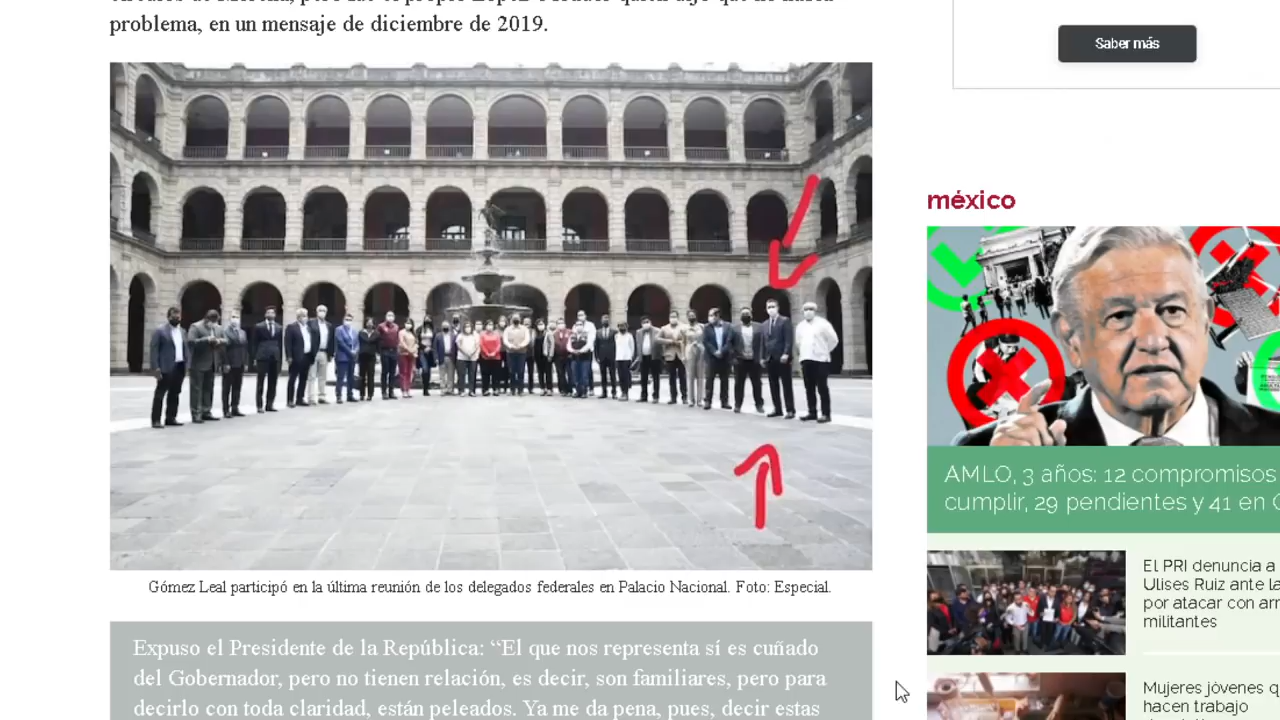 problema, en un mensaje de diciembre de 2019.
Gómez Leal participó en la última reunión de los delegados federales en Palacio Nacional. Foto: Especial.
Expuso el Presidente de la República: “El que nos representa sí es cuñado
del Gobernador, pero no tienen relación, es decir, son familiares, pero para
decirlo con toda claridad, están peleados. Ya me da pena, pues, decir estas
Saber más
méxico
AMLO, 3 años: 12 compromisos
cumplir, 29 pendientes y 41 en
El PRI denuncia a
Ulises Ruiz ante la
por atacar con
militantes
Mujeres jóvenes
hacen trabajo